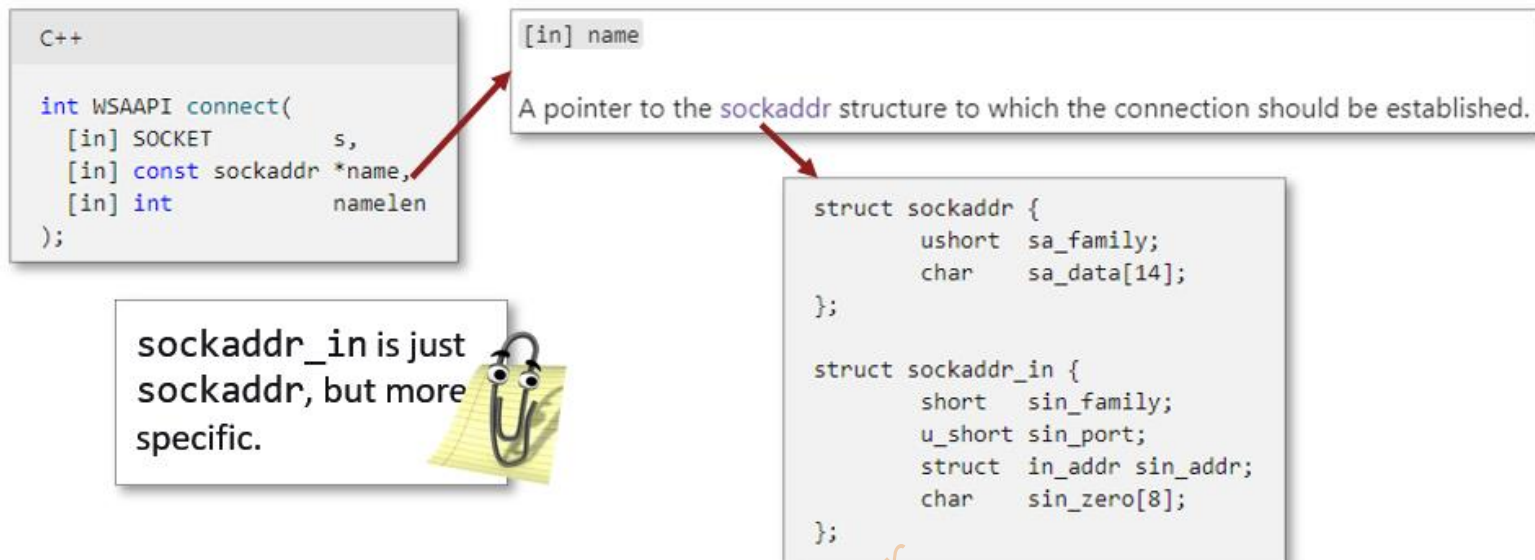 C++
int WSAAPI connect(
  [in] SOCKET          s,
  [in] const sockaddr *name,
  [in] int             namelen
);
[in] name
A pointer to the sockaddr structure to which the connection should be established.
struct sockaddr {
        ushort  sa_family;
        char    sa_data[14];
};
struct sockaddr_in {
        short   sin_family;
        u_short sin_port;
        struct  in_addr sin_addr;
        char    sin_zero[8];
};
sockaddr_in is just
sockaddr, but more
specific.